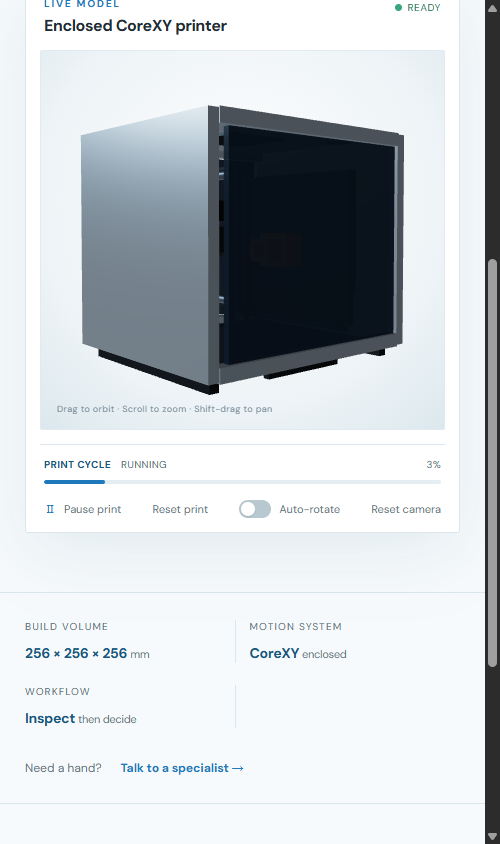 LIVE MODEL
READY
Enclosed CoreXY printer
Drag to orbit · Scroll to zoom · Shift-drag to pan
PRINT CYCLE RUNNING 3%
Pause print Reset print Auto-rotate Reset camera
BUILD VOLUME
256 × 256 × 256 mm
MOTION SYSTEM
CoreXY enclosed
WORKFLOW
Inspect then decide
Need a hand? Talk to a specialist →